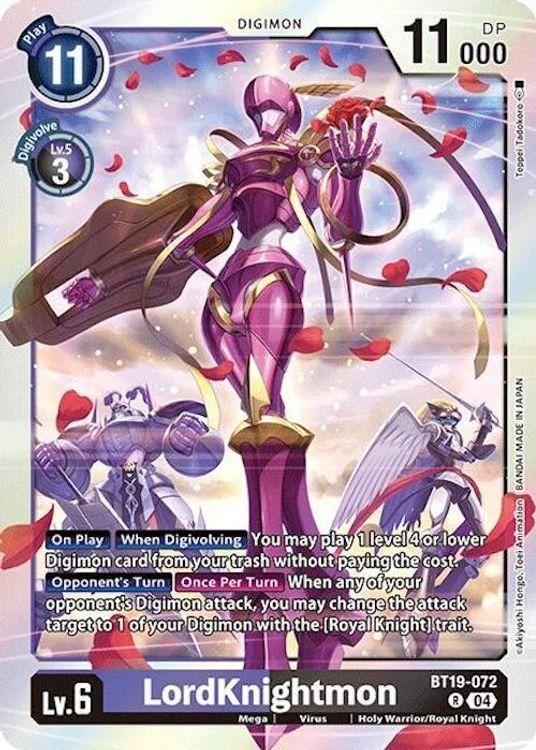 Play
11
DIGIMON
11000
DP
Digivolve
Lv.5
3
Teppei Tadokoro
On Play When Digivolving You may play 1 level 4 or lower
Digimon card from your trash without paying the cost.
Opponent's Turn Once Per Turn When any of your
opponent's Digimon attack, you may change the attack
target to 1 of your Digimon with the [Royal Knight] trait.
©Akiyoshi Hongo, Toei Animation BANDAI MADE IN JAPAN
Lv.6
LordKnightmon
BT19-072
R 04
Mega | Virus | Holy Warrior/Royal Knight